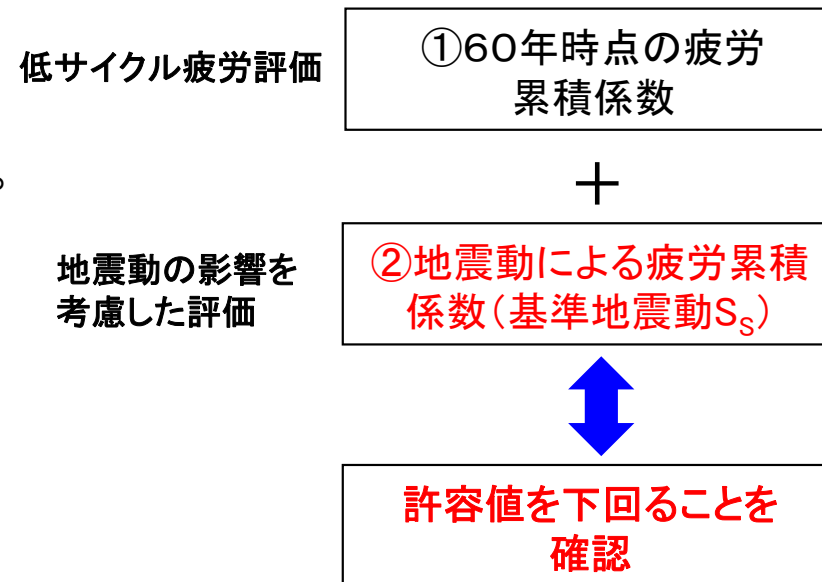 低サイクル疲労評価
①60年時点の疲労
累積係数
。
＋
地震動の影響を
考慮した評価
②地震動による疲労累積
係数(基準地震動SS)
許容値を下回ることを
確認